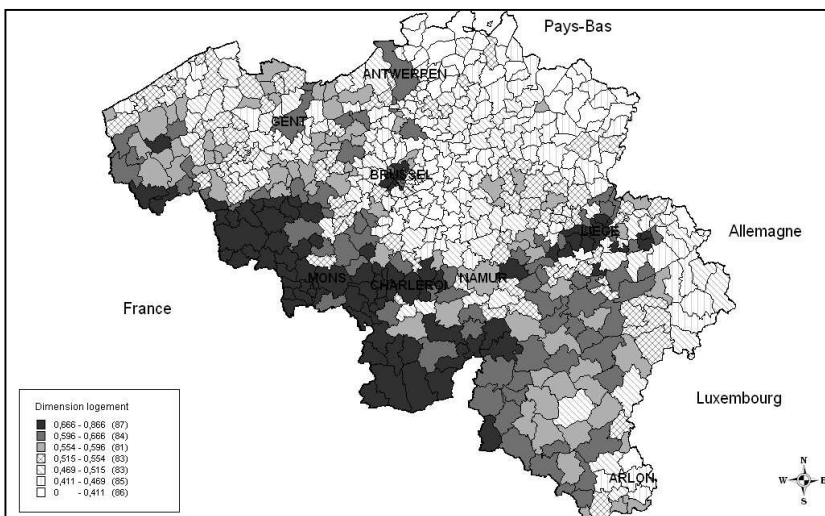 Pays-Bas
ANTWERPEN
GENT
BRUSSEL
LIEGE
Allemagne
MONS
CHARLEROI
NAMUR
France
Luxembourg
ARLON
Dimension logement
0,666 - 0,866 (87)
0,596 - 0,666 (84)
0,554 - 0,596 (81)
0,515 - 0,554 (83)
0,469 - 0,515 (83)
0,411 - 0,469 (85)
0 - 0,411 (86)
N
W E
S